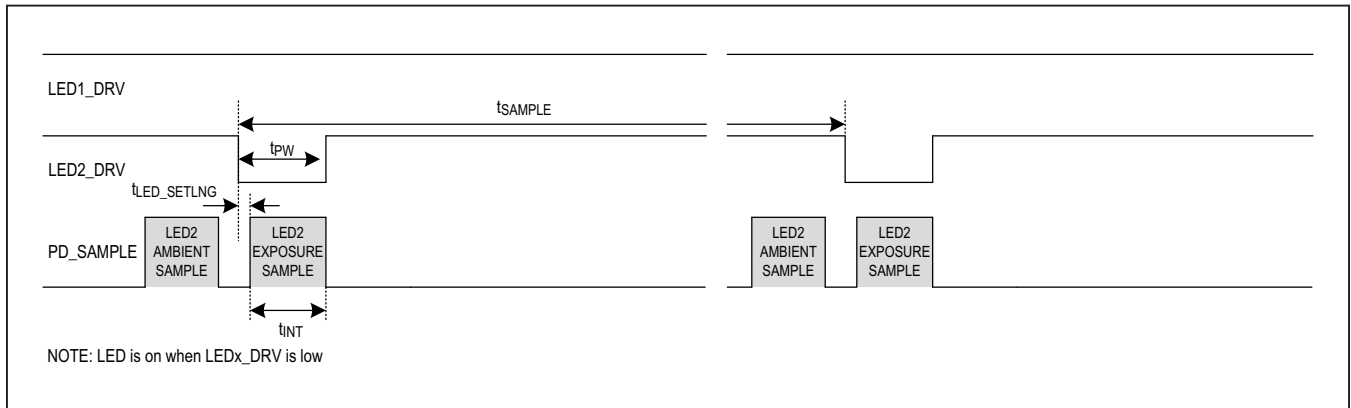 LED1_DRV
tSAMPLE
tPW
LED2_DRV
tLED_SETLNG
PD_SAMPLE
LED2
AMBIENT
SAMPLE
LED2
EXPOSURE
SAMPLE
LED2
AMBIENT
SAMPLE
LED2
EXPOSURE
SAMPLE
tINT
NOTE: LED is on when LEDx_DRV is low